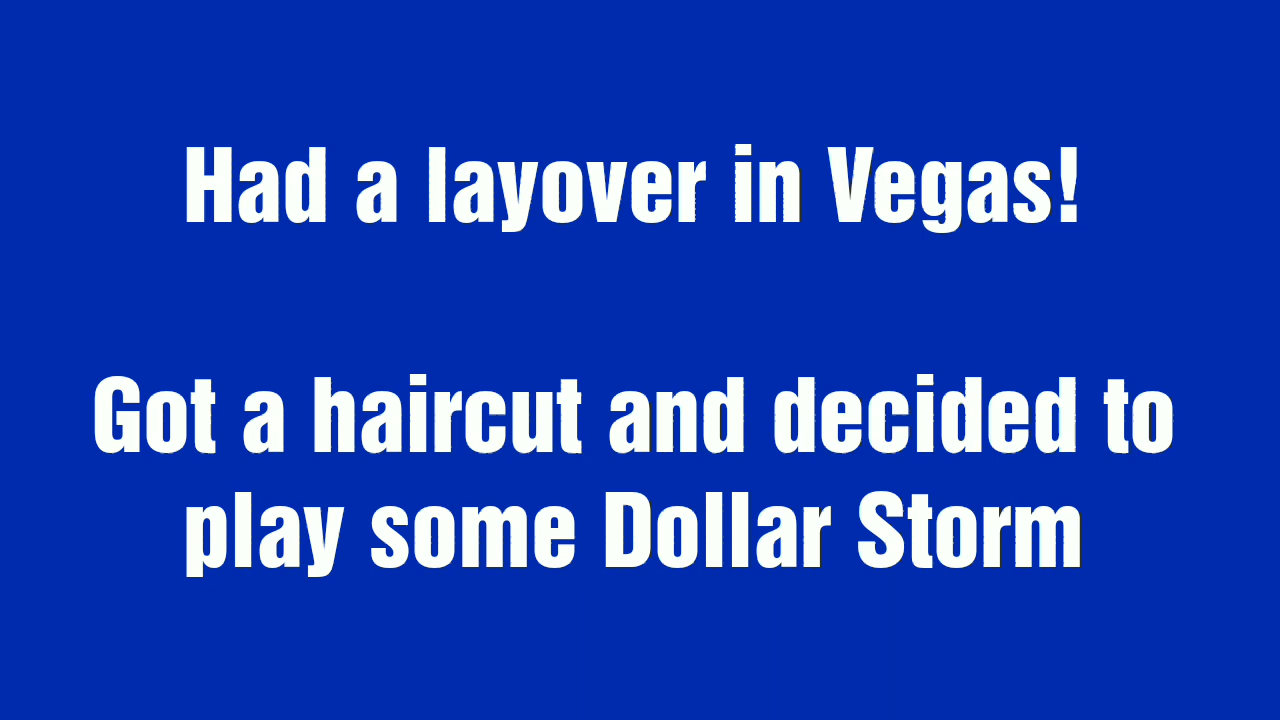 Had a layover in Vegas!
Got a haircut and decided to
play some Dollar Storm